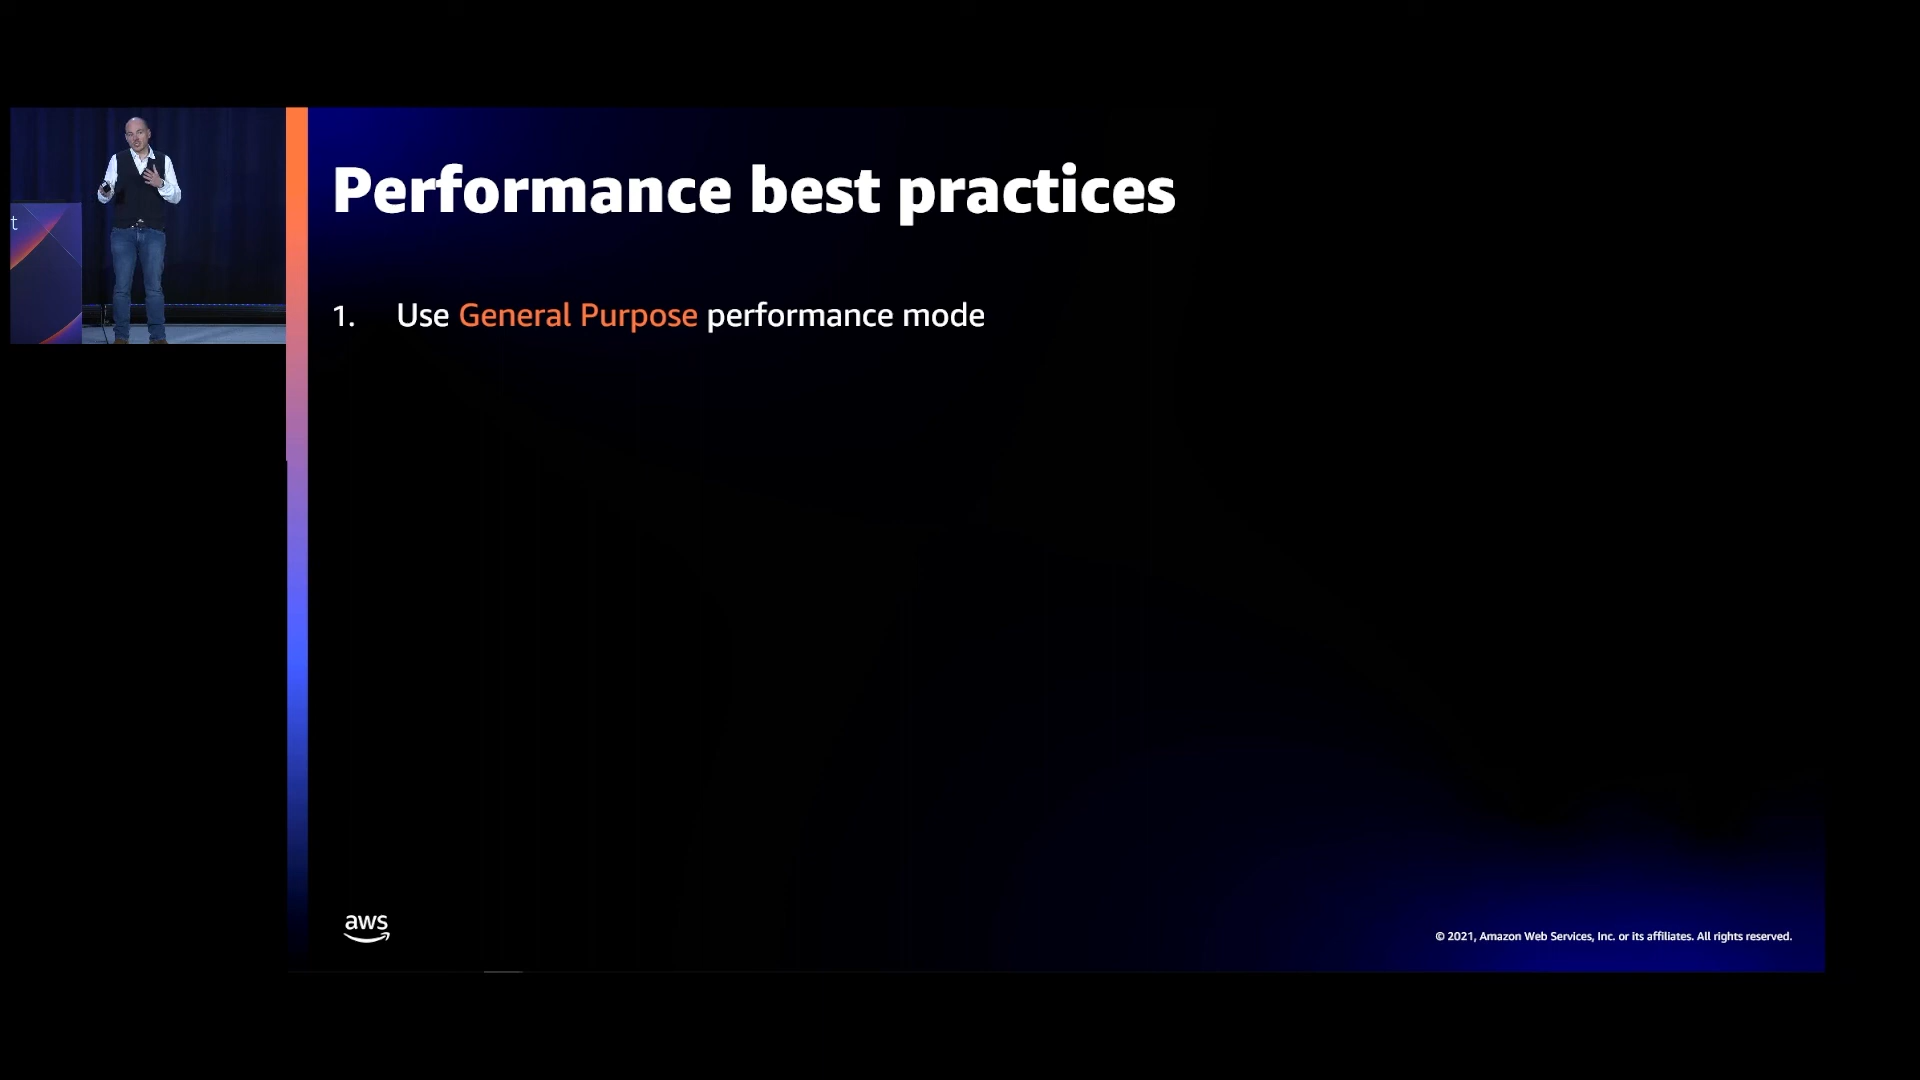 t
Performance best practices
1. Use General Purpose performance mode
aws
© 2021, Amazon Web Services, Inc. or its affiliates. All rights reserved.